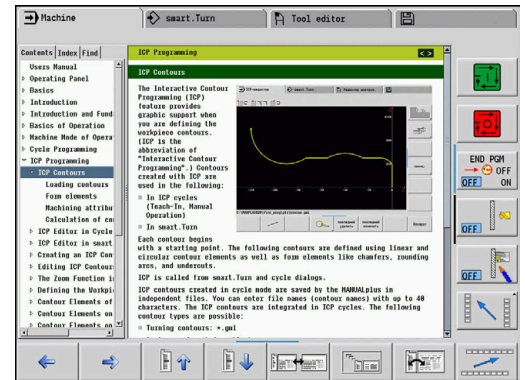 Machine
smart.Turn
Tool editor
Contents Index Find
Users Manual
Operating Panel
Basics
Introduction
Introduction and Funda
Basics of Operation
Machine Mode of Opera
Cycle Programming
ICP Programming
ICP Contours
Loading contours
Form elements
Machining attribu
Calculation of co
ICP Editor in Cycle
ICP Editor in smart
Creating an ICP Con
Editing ICP Contour
The Zoom Function i
Defining the Workpi
Contour Elements of
Contour Elements on
Contour Elements on
ICP Programming
ICP Contours
The Interactive Contour
Programming (ICP)
feature provides
graphic support when
you are defining the
workpiece contours.
(ICP is the
abbreviation of
"Interactive Contour
Programming".) Contours
created with ICP are
used in the following:
In ICP cycles
(Teach-In, Manual
Operation)
In smart.Turn
Each contour begins
with a starting point. The following contours are defined using linear and
circular contour elements as well as form elements like chamfers, rounding
arcs, and undercuts.
ICP is called from smart.Turn and cycle dialogs.
ICP contours created in cycle mode are saved by the MANUALplus in
independent files. You can enter file names (contour names) with up to 40
characters. The ICP contours are integrated in ICP cycles. The following
contour types are possible:
Turning contours: *.gmi
END PGM
OFF
OFF ON
OFF
OFF